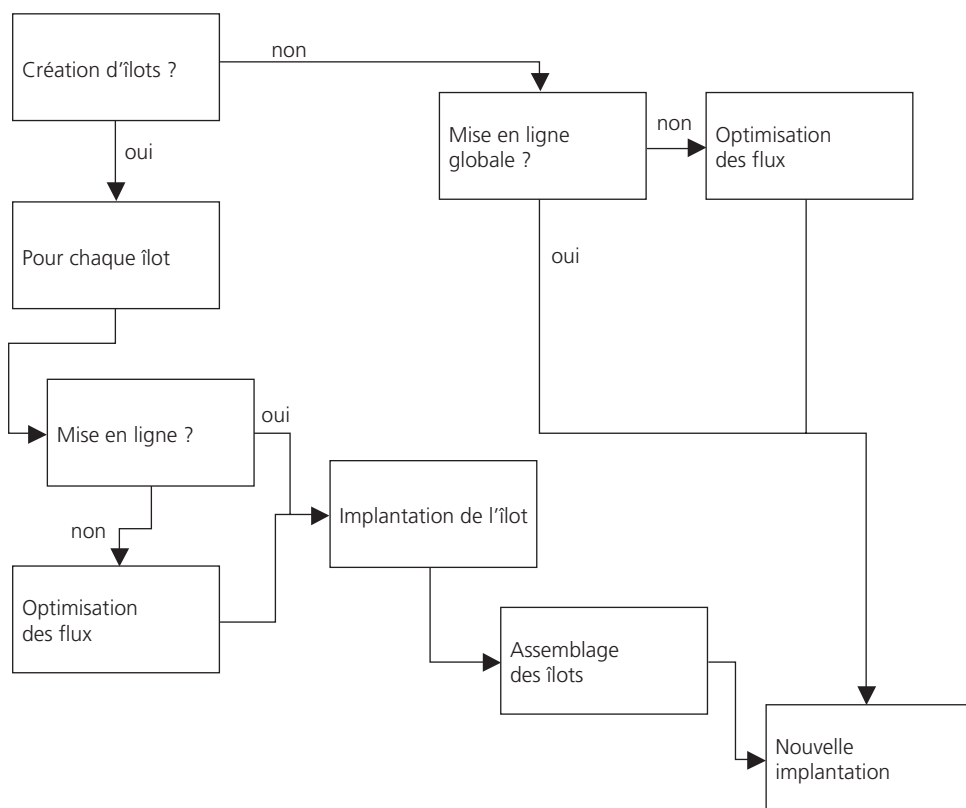 Création d'îlots ?
non
oui
Mise en ligne
globale ?
non
Optimisation
des flux
Pour chaque îlot
oui
Mise en ligne ?
oui
non
Implantation de l'îlot
Optimisation
des flux
Assemblage
des îlots
Nouvelle
implantation